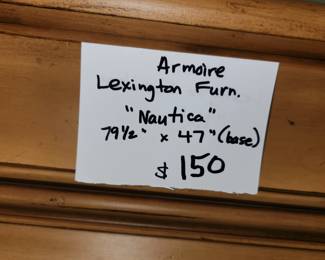 Armoire
Lexington Furn.
"Nautica"
79½" x 47" (base)
$150